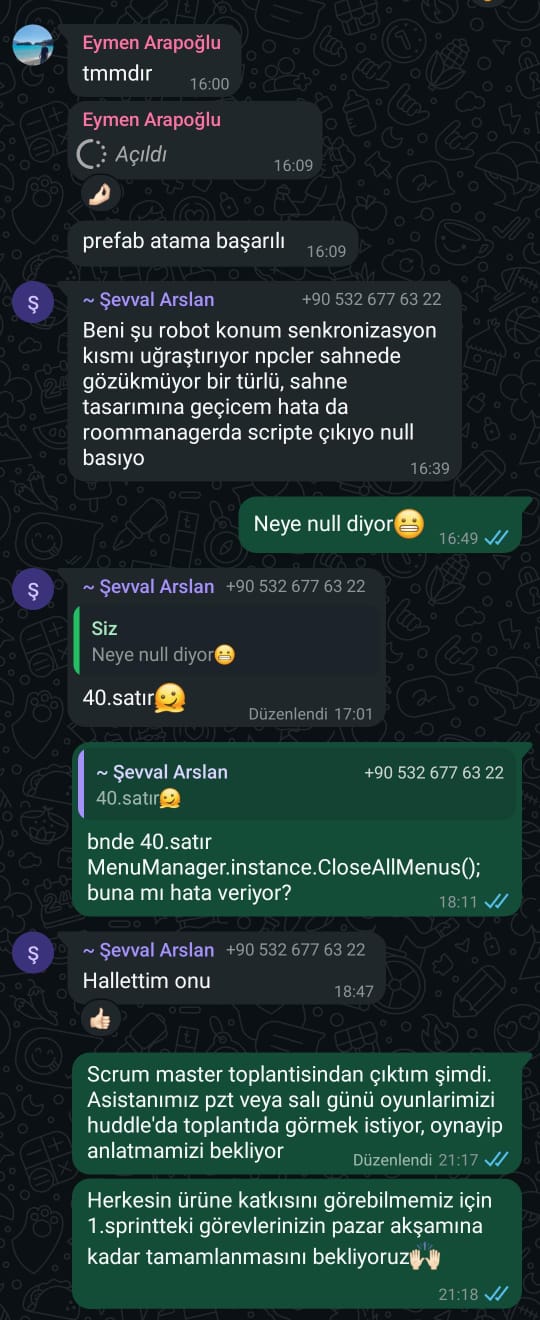 Eymen Arapoğlu
tmmdır
16:00
Eymen Arapoğlu
Açıldı
16:09
prefab atama başarılı
16:09
Ş
~ Şevval Arslan
+90 532 677 63 22
Beni şu robot konum senkronizasyon
kısmı uğraştırıyor npcler sahnede
gözükmüyor bir türlü, sahne
tasarımına geçicem hata da
roommanagerda scripte çıkıyo null
basıyo
16:39
Neye null diyor😬
16:49
Ş
~ Şevval Arslan +90 532 677 63 22
Siz
Neye null diyor😬
40.satır🫠
Düzenlendi 17:01
~ Şevval Arslan
+90 532 677 63 22
40.satır🫠
bnde 40.satır
MenuManager.instance.CloseAllMenus();
buna mı hata veriyor?
18:11
Ş
~ Şevval Arslan +90 532 677 63 22
Hallettim onu
18:47
Scrum master toplantisindan çıktım şimdi.
Asistanımız pzt veya salı günü oyunlarimizi
huddle'da toplantıda görmek istiyor, oynayip
anlatmamizi bekliyor
Düzenlendi 21:17
Herkesin ürüne katkısını görebilmemiz için
1.sprintteki görevlerinizin pazar akşamına
kadar tamamlanmasını bekliyoruz🙌🏻
21:18